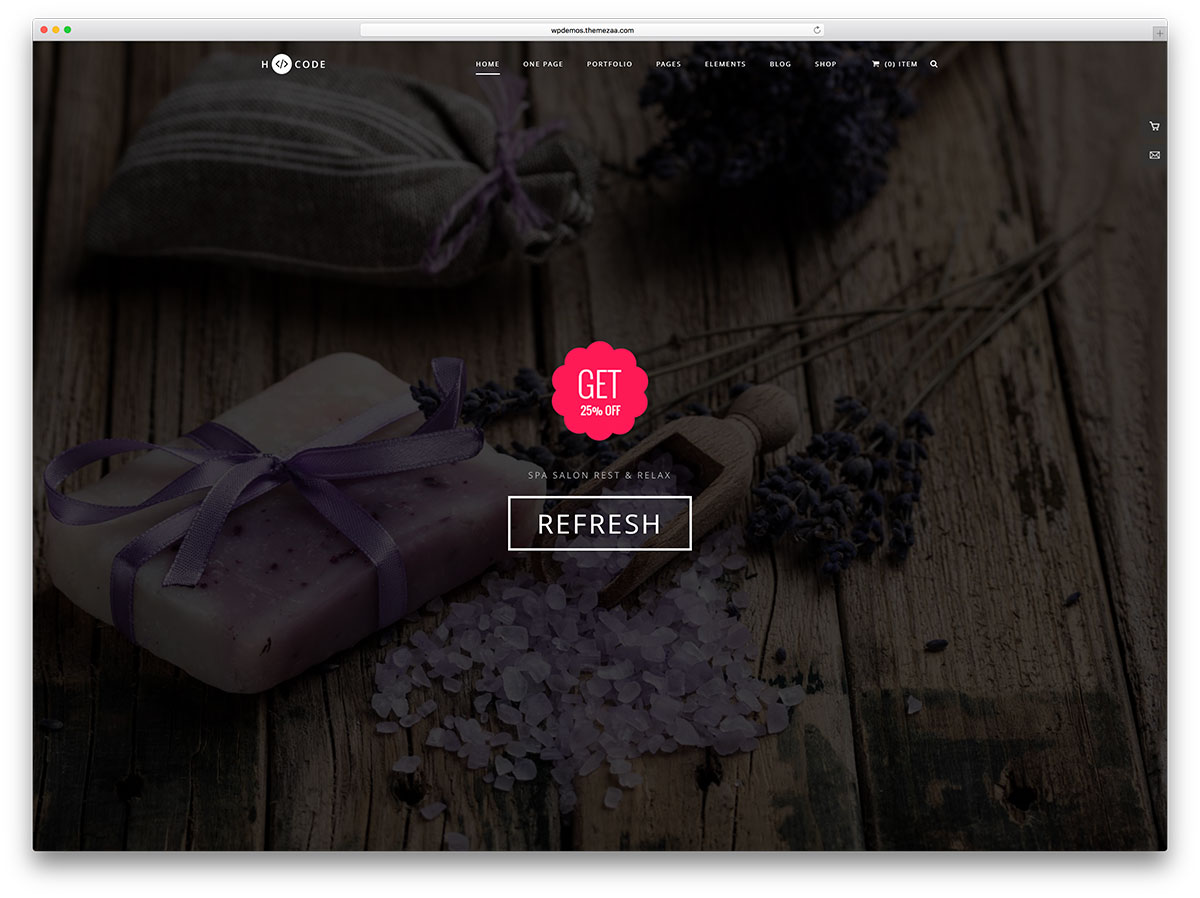 wpdemos.themezaa.com
H </> CODE
HOME ONE PAGE PORTFOLIO PAGES ELEMENTS BLOG SHOP (0) ITEM
GET
25% OFF
SPA SALON REST & RELAX
REFRESH